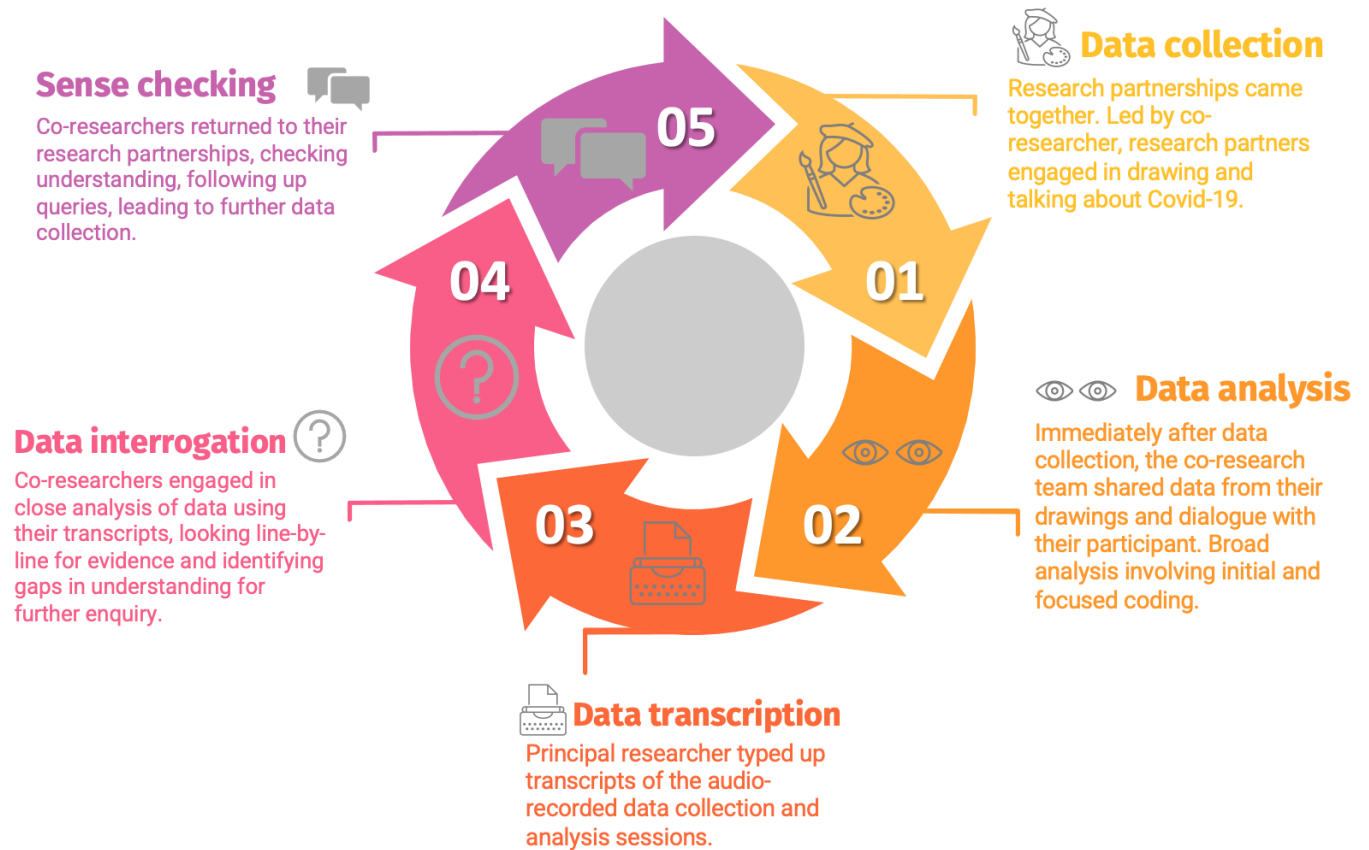 01
Data collection
Research partnerships came
together. Led by co-
researcher, research partners
engaged in drawing and
talking about Covid-19.
02
Data analysis
Immediately after data
collection, the co-research
team shared data from their
drawings and dialogue with
their participant. Broad
analysis involving initial and
focused coding.
03
Data transcription
Principal researcher typed up
transcripts of the audio-
recorded data collection and
analysis sessions.
04
Data interrogation
Co-researchers engaged in
close analysis of data using
their transcripts, looking line-by-
line for evidence and identifying
gaps in understanding for
further enquiry.
05
Sense checking
Co-researchers returned to their
research partnerships, checking
understanding, following up
queries, leading to further data
collection.